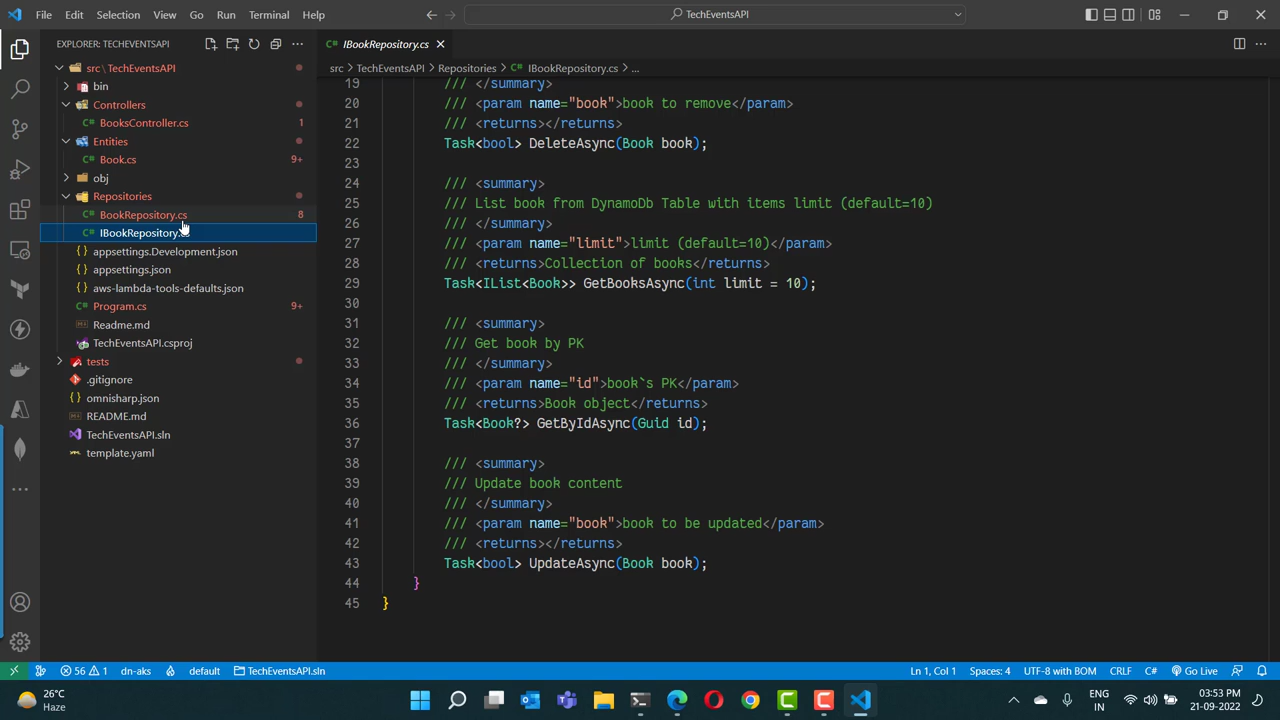 File Edit Selection View Go Run Terminal Help
TechEventsAPI
EXPLORER: TECHEVENTSAPI
IBookRepository.cs
src\TechEventsAPI
src > TechEventsAPI > Repositories > IBookRepository.cs > ...
bin
Controllers
BooksController.cs 1
Entities
Book.cs 9+
obj
Repositories
BookRepository.cs 8
IBookRepository.
appsettings.Development.json
appsettings.json
aws-lambda-tools-defaults.json
Program.cs 9+
Readme.md
TechEventsAPI.csproj
tests
.gitignore
omnisharp.json
README.md
TechEventsAPI.sln
template.yaml
19 /// </summary>
20 /// <param name="book">book to remove</param>
21 /// <returns></returns>
22 Task<bool> DeleteAsync(Book book);
23
24 /// <summary>
25 /// List book from DynamoDb Table with items limit (default=10)
26 /// </summary>
27 /// <param name="limit">limit (default=10)</param>
28 /// <returns>Collection of books</returns>
29 Task<IList<Book>> GetBooksAsync(int limit = 10);
30
31 /// <summary>
32 /// Get book by PK
33 /// </summary>
34 /// <param name="id">book`s PK</param>
35 /// <returns>Book object</returns>
36 Task<Book?> GetByIdAsync(Guid id);
37
38 /// <summary>
39 /// Update book content
40 /// </summary>
41 /// <param name="book">book to be updated</param>
42 /// <returns></returns>
43 Task<bool> UpdateAsync(Book book);
44 }
45 }
56 1 dn-aks default TechEventsAPI.sln Ln 1, Col 1 Spaces: 4 UTF-8 with BOM CRLF C# Go Live
26°C
Haze
ENG
IN
03:53 PM
21-09-2022